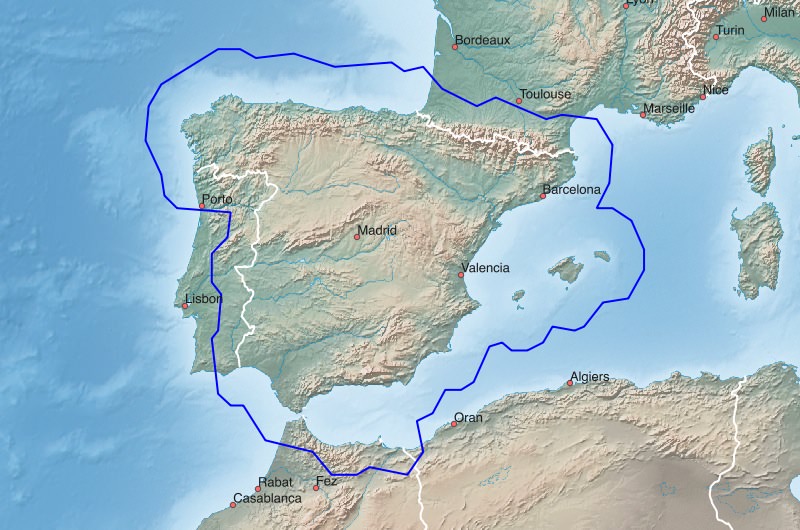 Lyon
Milan
Turin
Bordeaux
Nice
Toulouse
Marseille
Barcelona
Porto
Madrid
Valencia
Lisbon
Algiers
Oran
Rabat
Fez
Casablanca